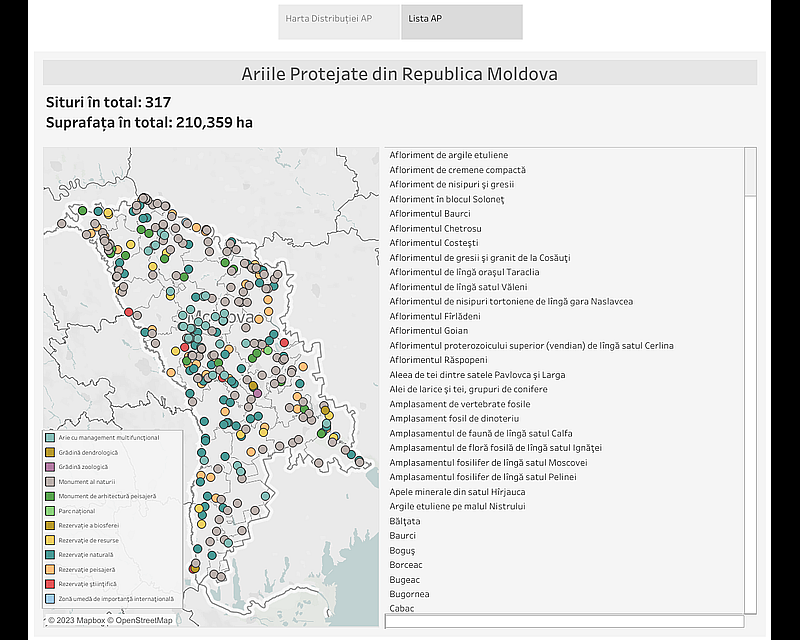 Harta Distribuției AP
Lista AP
Ariile Protejate din Republica Moldova
Situri în total: 317
Suprafața în total: 210,359 ha
Moldova
Arie cu management multifuncțional
Grădină dendrologică
Grădină zoologică
Monument al naturii
Monument de arhitectură peisajeră
Parc național
Rezervație a biosferei
Rezervație de resurse
Rezervație naturală
Rezervație peisajeră
Rezervație științifică
Zonă umedă de importanță internațională
© 2023 Mapbox © OpenStreetMap
Afloriment de argile etuliene
Afloriment de cremene compactă
Afloriment de nisipuri şi gresii
Afloriment în blocul Soloneţ
Aflorimentul Baurci
Aflorimentul Chetrosu
Aflorimentul Costeşti
Aflorimentul de gresii şi granit de la Cosăuţi
Aflorimentul de lîngă oraşul Taraclia
Aflorimentul de lîngă satul Văleni
Aflorimentul de nisipuri tortoniene de lîngă gara Naslavcea
Aflorimentul Fîrlădeni
Aflorimentul Goian
Aflorimentul proterozoicului superior (vendian) de lîngă satul Cerlina
Aflorimentul Răspopeni
Aleea de tei dintre satele Pavlovca şi Larga
Alei de larice şi tei, grupuri de conifere
Amplasament de vertebrate fosile
Amplasament fosil de dinoteriu
Amplasamentul de faună de lîngă satul Calfa
Amplasamentul de floră fosilă de lîngă satul Ignăţei
Amplasamentul fosilifer de lîngă satul Moscovei
Amplasamentul fosilifer de lîngă satul Pelinei
Apele minerale din satul Hîrjauca
Argile etuliene pe malul Nistrului
Bălţata
Baurci
Boguş
Borceac
Bugeac
Bugornea
Cabac